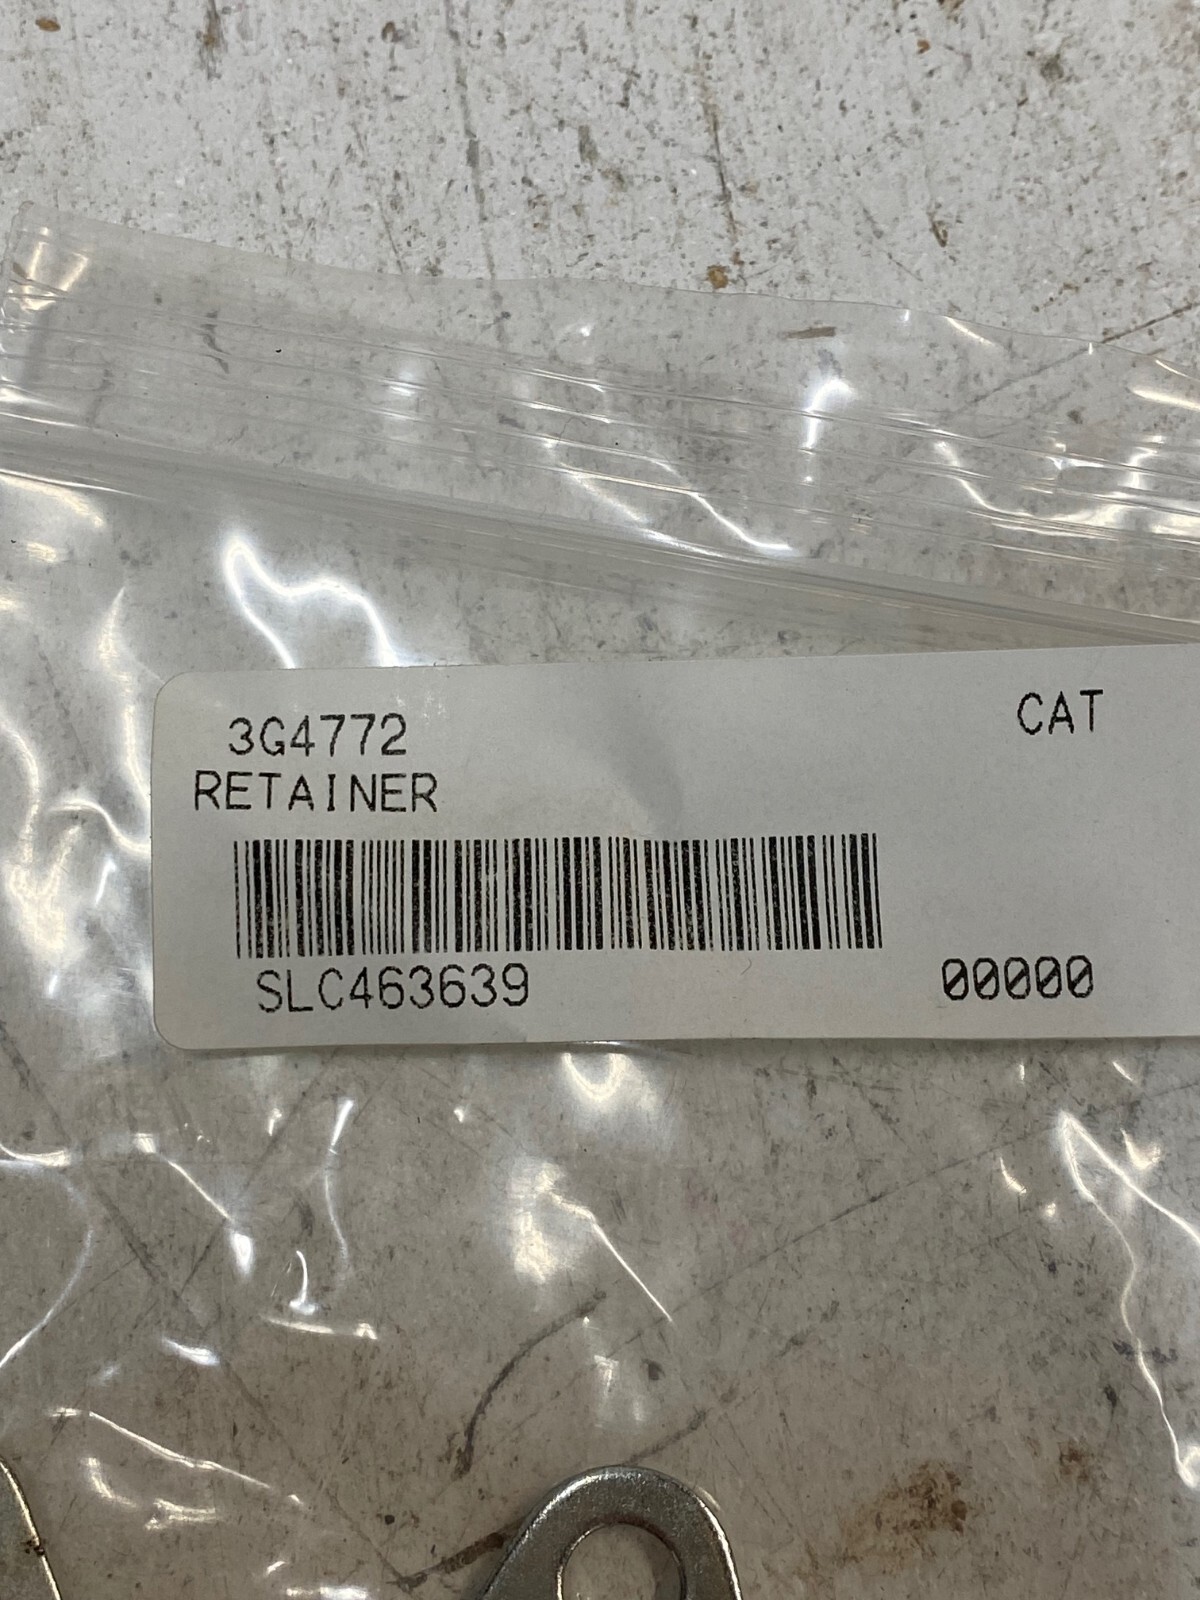 3G4772
CAT
RETAINER
SLC463639
00000